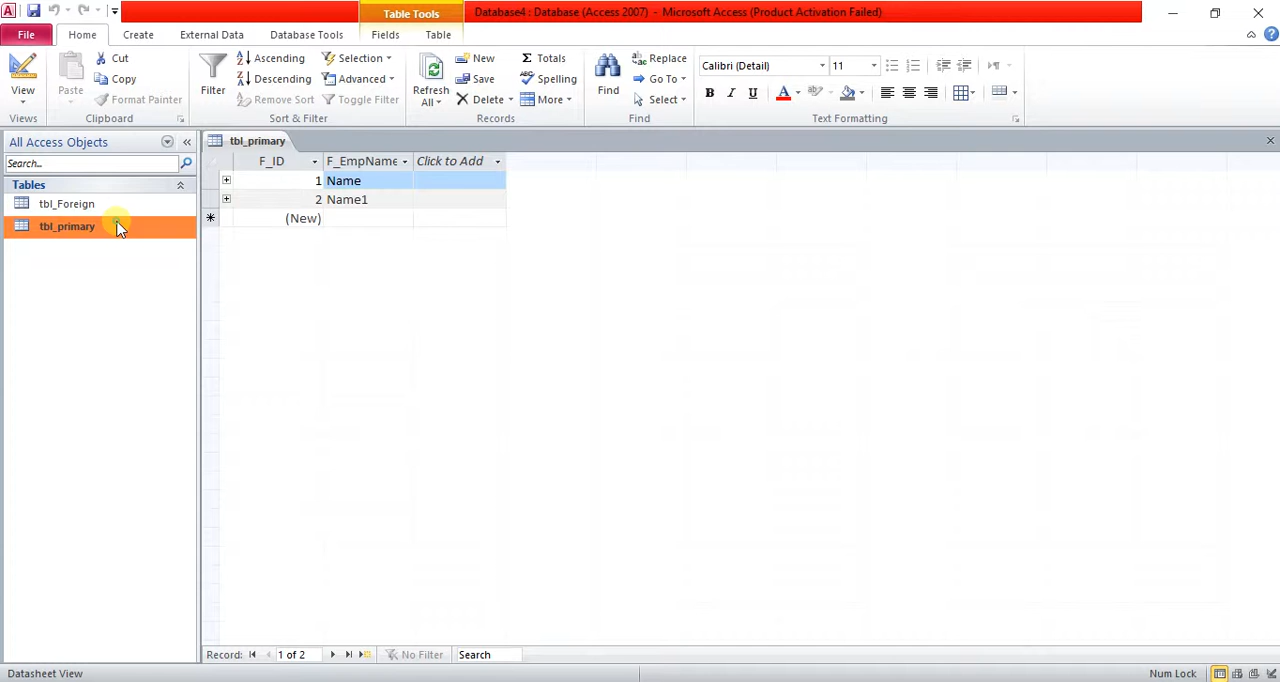 Table Tools
Database4 : Database (Access 2007) - Microsoft Access (Product Activation Failed)
File Home Create External Data Database Tools Fields Table
View Paste Cut Copy Format Painter Filter Ascending Descending Remove Sort Selection Advanced Toggle Filter Refresh All New Save Delete Totals Spelling More Find Replace Go To Select Calibri (Detail) 11 B I U A
Views Clipboard Sort & Filter Records Find Text Formatting
All Access Objects
tbl_primary
Search...
F_ID F_EmpName Click to Add
Tables
1 Name
tbl_Foreign
2 Name1
tbl_primary
(New)
Record: 1 of 2 No Filter Search
Datasheet View Num Lock